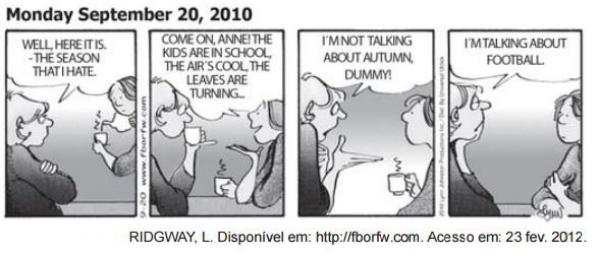 Monday September 20, 2010
WELL, HERE IT IS.
-THE SEASON
THAT I HATE.
COME ON, ANNE! THE
KIDS ARE IN SCHOOL,
THE AIR´S COOL, THE
LEAVES ARE
TURNING...
I´M NOT TALKING
ABOUT AUTUMN,
DUMMY!
I´M TALKING ABOUT
FOOTBALL.
9-20 www.fborfw.com
RIDGWAY, L. Disponível em: http://fborfw.com. Acesso em: 23 fev. 2012.